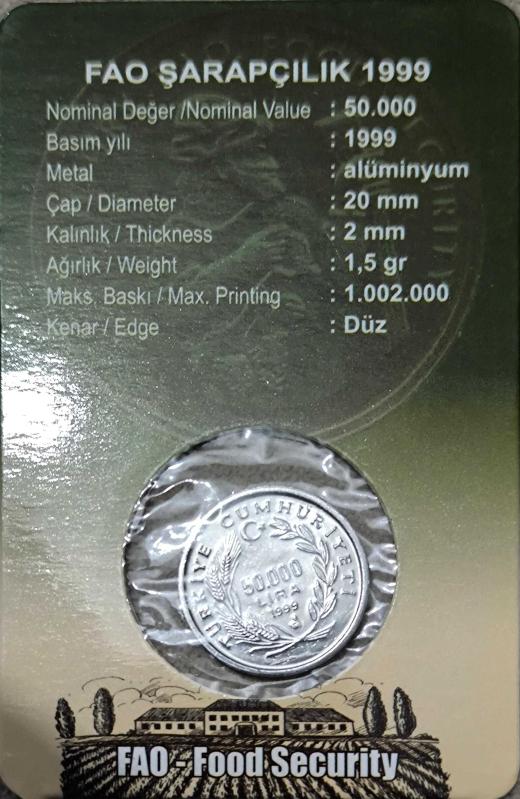 FAO ŞARAPÇILIK 1999
Nominal Değer /Nominal Value : 50.000
Basım yılı : 1999
Metal : alüminyum
Çap / Diameter : 20 mm
Kalınlık / Thickness : 2 mm
Ağırlık / Weight : 1,5 gr
Maks. Baskı / Max. Printing : 1.002.000
Kenar / Edge : Düz
TÜRKİYE CUMHURİYETİ
50.000
LİRA
1999
FAO - Food Security